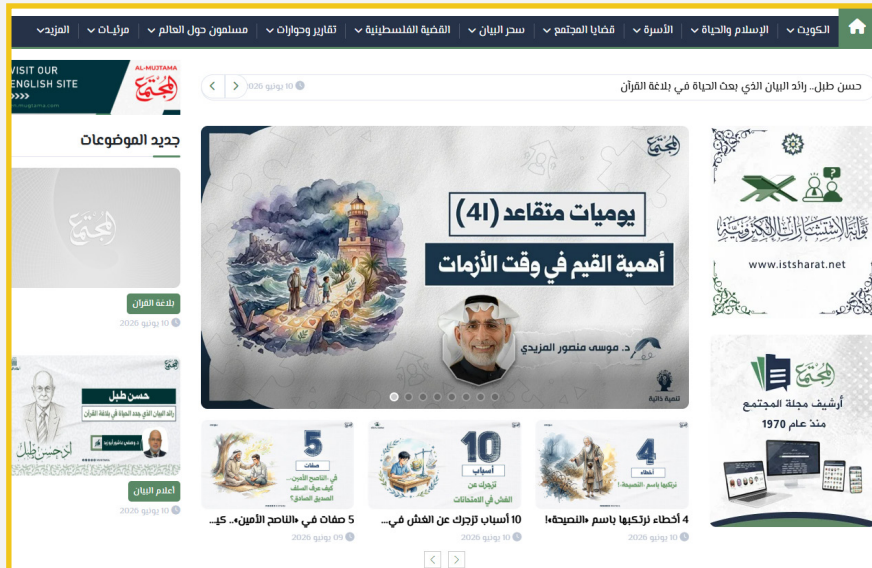 الكويت
الإسلام والحياة
الأسرة
قضايا المجتمع
سحر البيان
القضية الفلسطينية
تقارير وحوارات
مسلمون حول العالم
مرئيات
المزيد
حسن طبل.. رائد البيان الذي بعث الحياة في بلاغة القرآن
10 يونيو 2026
بوابة الاستشارات الإلكترونية
www.istsharat.net
المجتمع
أرشيف مجلة المجتمع
منذ عام 1970
المجتمع
يوميات متقاعد (41)
أهمية القيم في وقت الأزمات
د. موسى منصور المزيدي
تنمية ذاتية
4
أخطاء
نرتكبها باسم «النصيحة»!
4 أخطاء نرتكبها باسم «النصيحة»!
10 يونيو 2026
10
أسباب
تزجرك عن
الغش في الامتحانات
10 أسباب تزجرك عن الغش في...
10 يونيو 2026
5
صفات
في «الناصح الأمين»..
كيف عرف السلف
الصديق الصادق؟
5 صفات في «الناصح الأمين».. كيـ...
09 يونيو 2026
VISIT OUR
ENGLISH SITE
AL-MUJTAMA
المجتمع
جديد الموضوعات
المجتمع
بلاغة القرآن
10 يونيو 2026
حسن طبل
رائد البيان الذي جدد الحياة في بلاغة القرآن
أ.د. حسن طبل
أعلام البيان
10 يونيو 2026